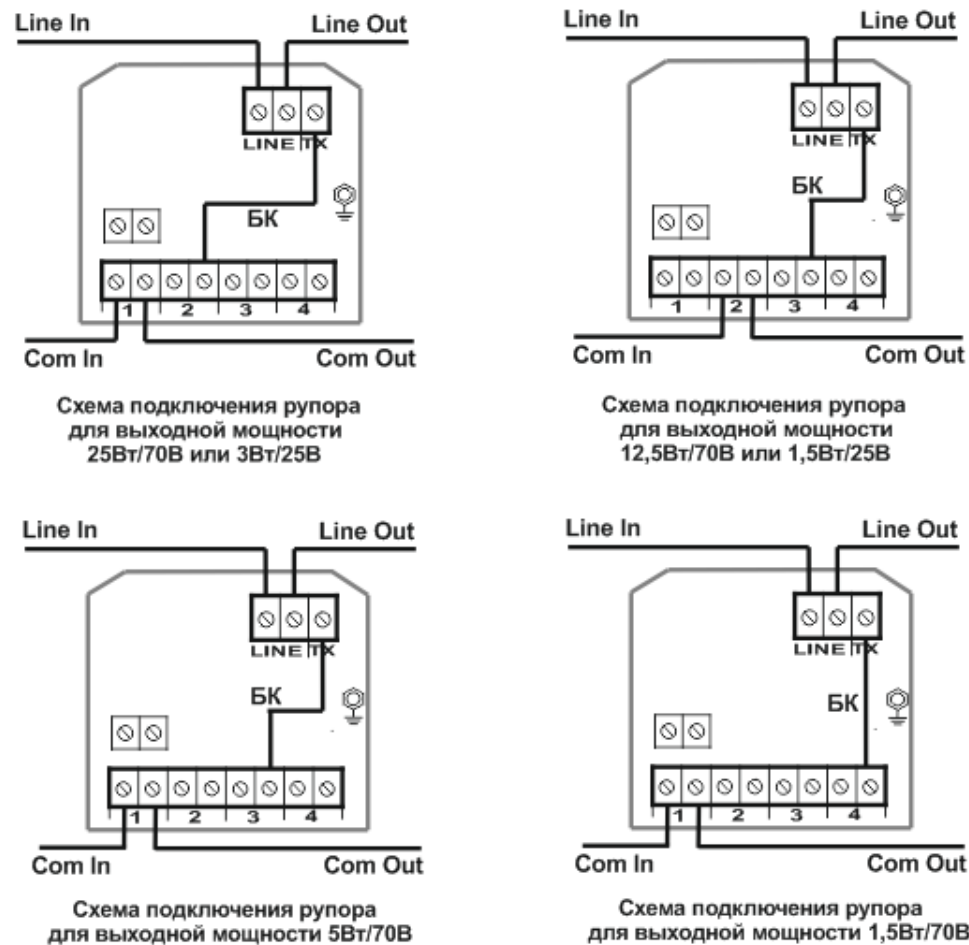 Line In
Line Out
LINE TX
БК
1 2 3 4
Com In
Com Out
Схема подключения рупора
для выходной мощности
25Вт/70В или 3Вт/25В
Line In
Line Out
LINE TX
БК
1 2 3 4
Com In
Com Out
Схема подключения рупора
для выходной мощности
12,5Вт/70В или 1,5Вт/25В
Line In
Line Out
LINE TX
БК
1 2 3 4
Com In
Com Out
Схема подключения рупора
для выходной мощности 5Вт/70В
Line In
Line Out
LINE TX
БК
1 2 3 4
Com In
Com Out
Схема подключения рупора
для выходной мощности 1,5Вт/70В